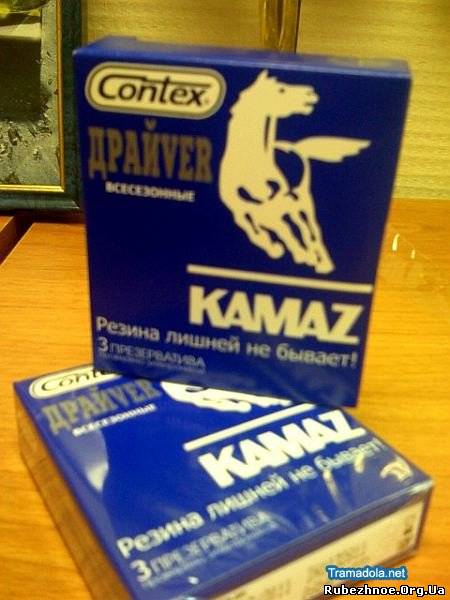 Contex®
ДРАЙVER
ВСЕСЕЗОННЫЕ
KAMAZ
Резина лишней не бывает!
3 ПРЕЗЕРВАТИВА
Contex
ДРАЙVER
ВСЕСЕЗОННЫЕ
KAMAZ
Резина лишней не бывает!
3 ПРЕЗЕРВАТИВА
Tramadola.net
Rubezhnoe.Org.Ua